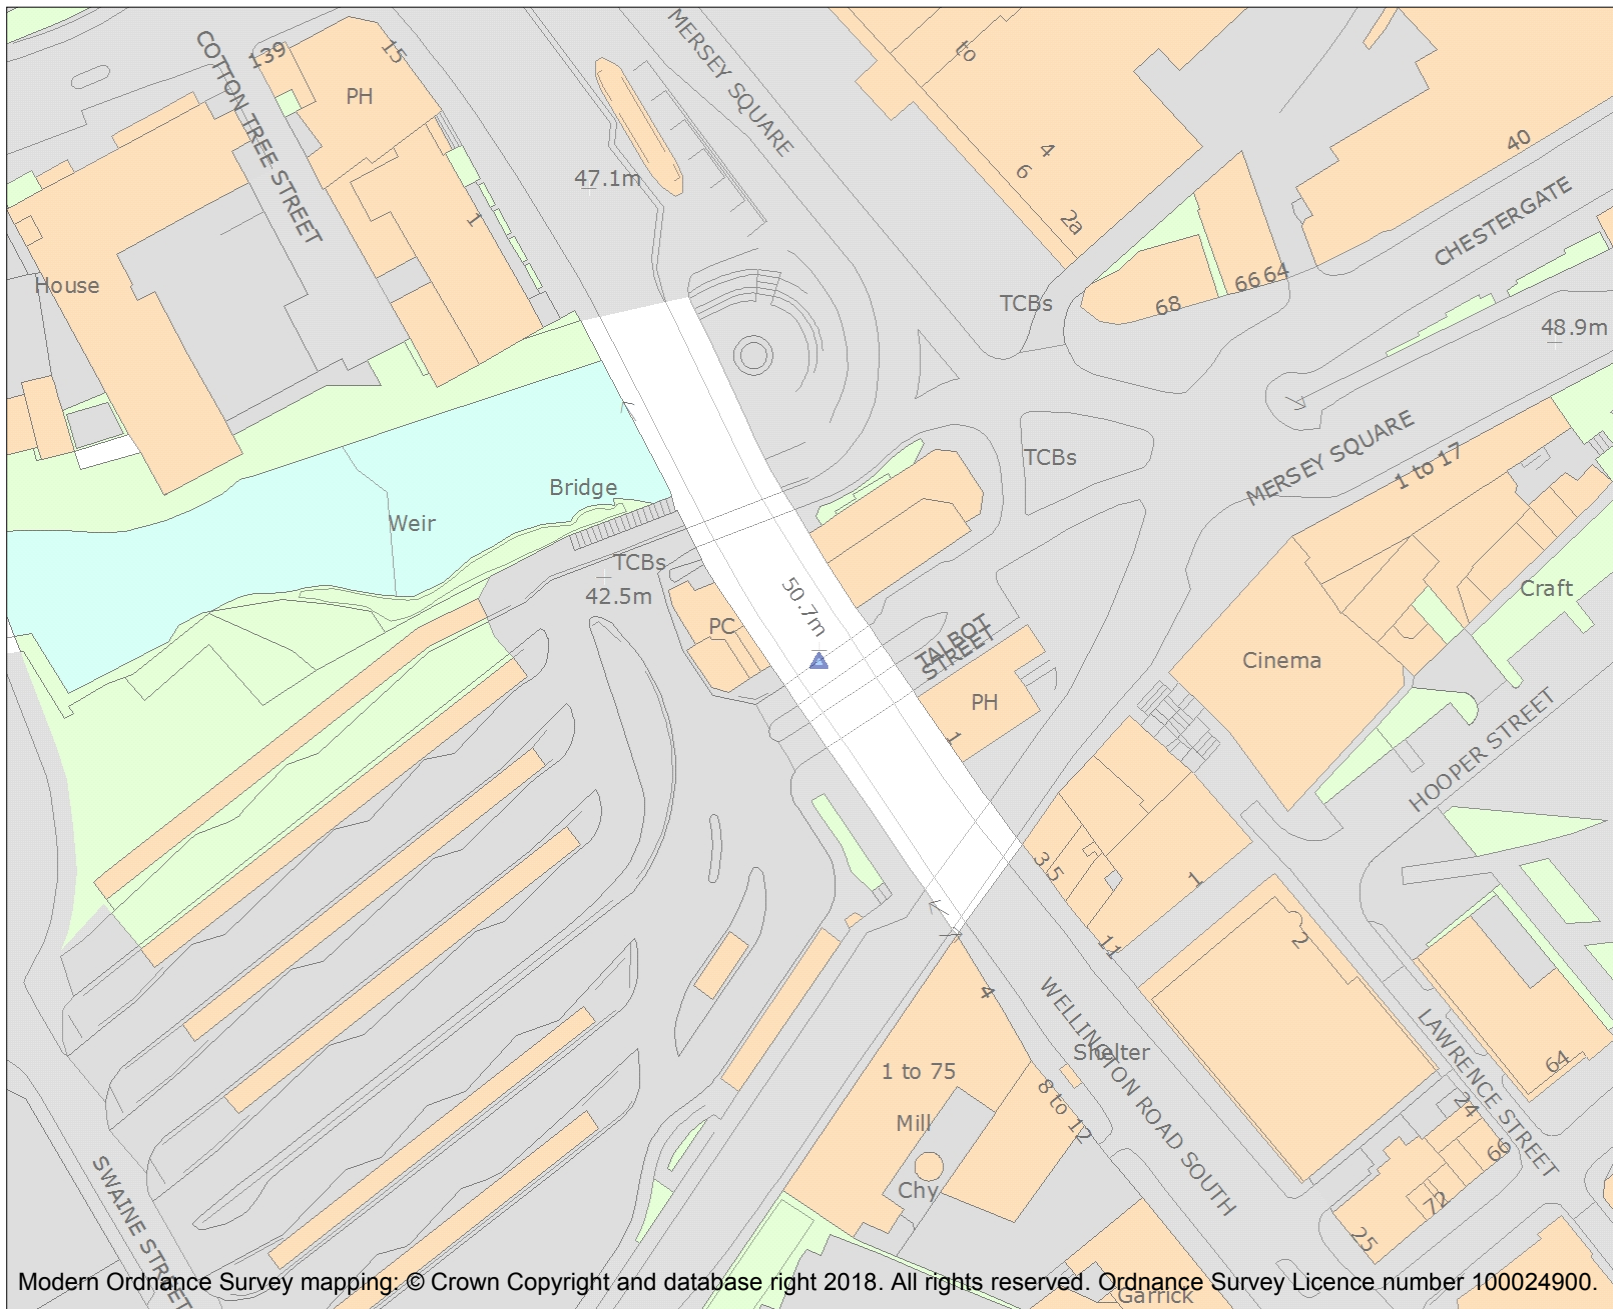 COTTON TREE STREET
139
15
PH
MERSEY SQUARE
to
4
6
2a
40
CHESTERGATE
47.1m
1
House
TCBs
68
66 64
48.9m
MERSEY SQUARE
1 to 17
TCBs
Bridge
Weir
TCBs
42.5m
50.7m
PC
TALBOT
STREET
PH
1
Cinema
Craft
HOOPER STREET
3
5
1
11
2
4
WELLINGTON ROAD SOUTH
Shelter
1 to 75
Mill
8 to 12
Chy
LAWRENCE STREET
64
24
66
72
25
SWAINE STREET
Garrick
Modern Ordnance Survey mapping: © Crown Copyright and database right 2018. All rights reserved. Ordnance Survey Licence number 100024900.